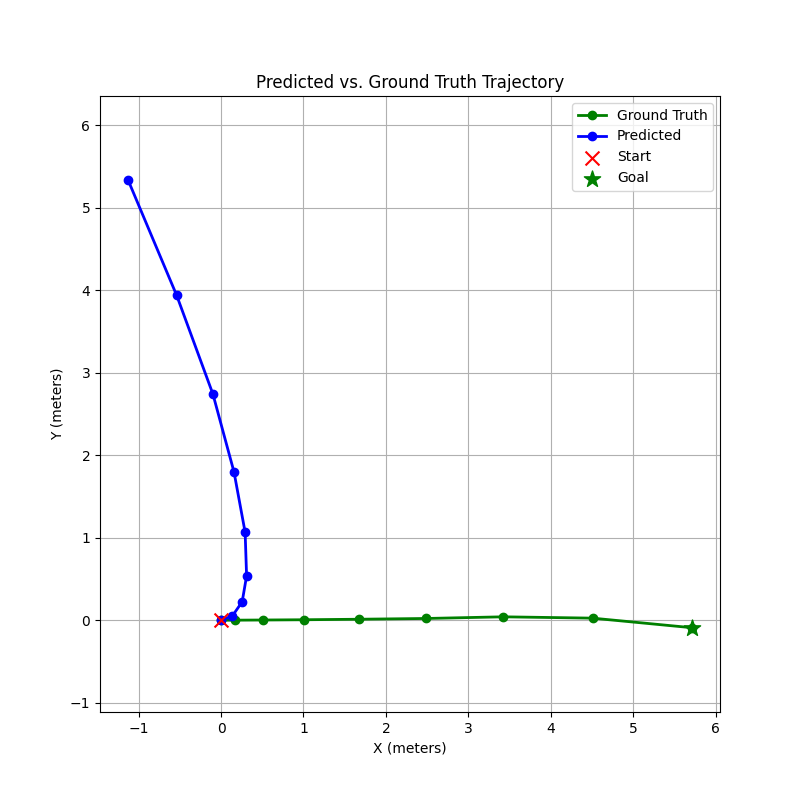 Predicted vs. Ground Truth Trajectory
Ground Truth
Predicted
Start
Goal
6
5
4
3
2
1
0
−1
Y (meters)
−1
0
1
2
3
4
5
6
X (meters)